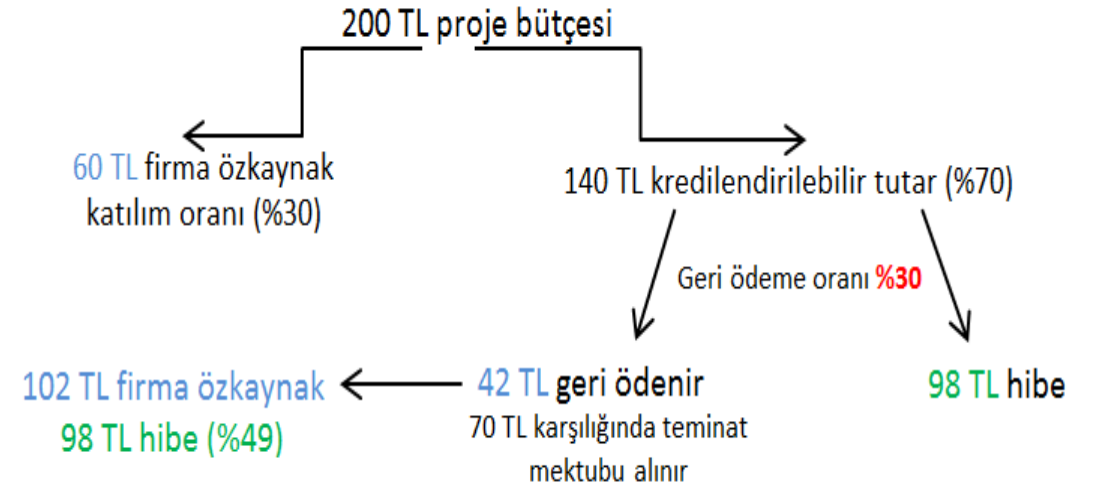 200 TL proje bütçesi
60 TL firma özkaynak
katılım oranı (%30)
140 TL kredilendirilebilir tutar (%70)
Geri ödeme oranı %30
102 TL firma özkaynak
98 TL hibe (%49)
42 TL geri ödenir
70 TL karşılığında teminat
mektubu alınır
98 TL hibe